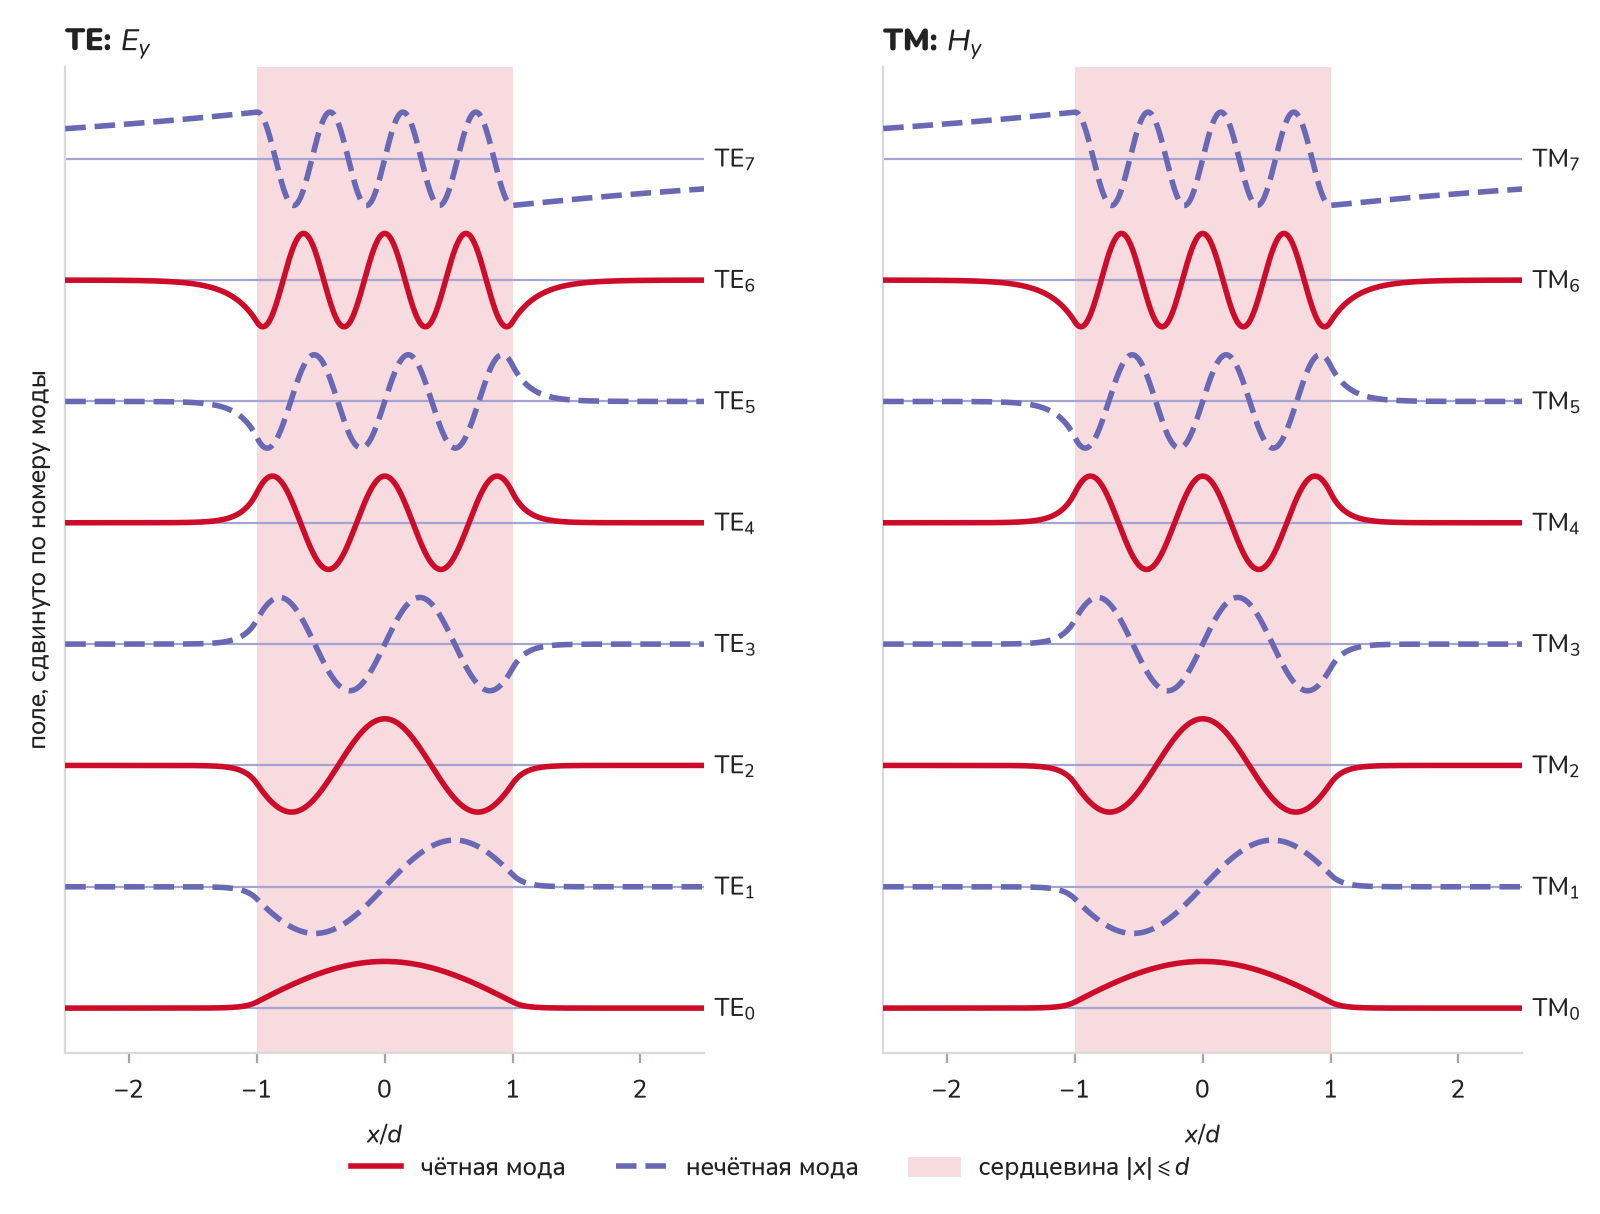 TE: Ey
TM: Hy
поле, сдвинуто по номеру моды
TE7
TE6
TE5
TE4
TE3
TE2
TE1
TE0
−2 −1 0 1 2
x/d
TM7
TM6
TM5
TM4
TM3
TM2
TM1
TM0
−2 −1 0 1 2
x/d
чётная мода нечётная мода сердцевина |x| ⩽ d